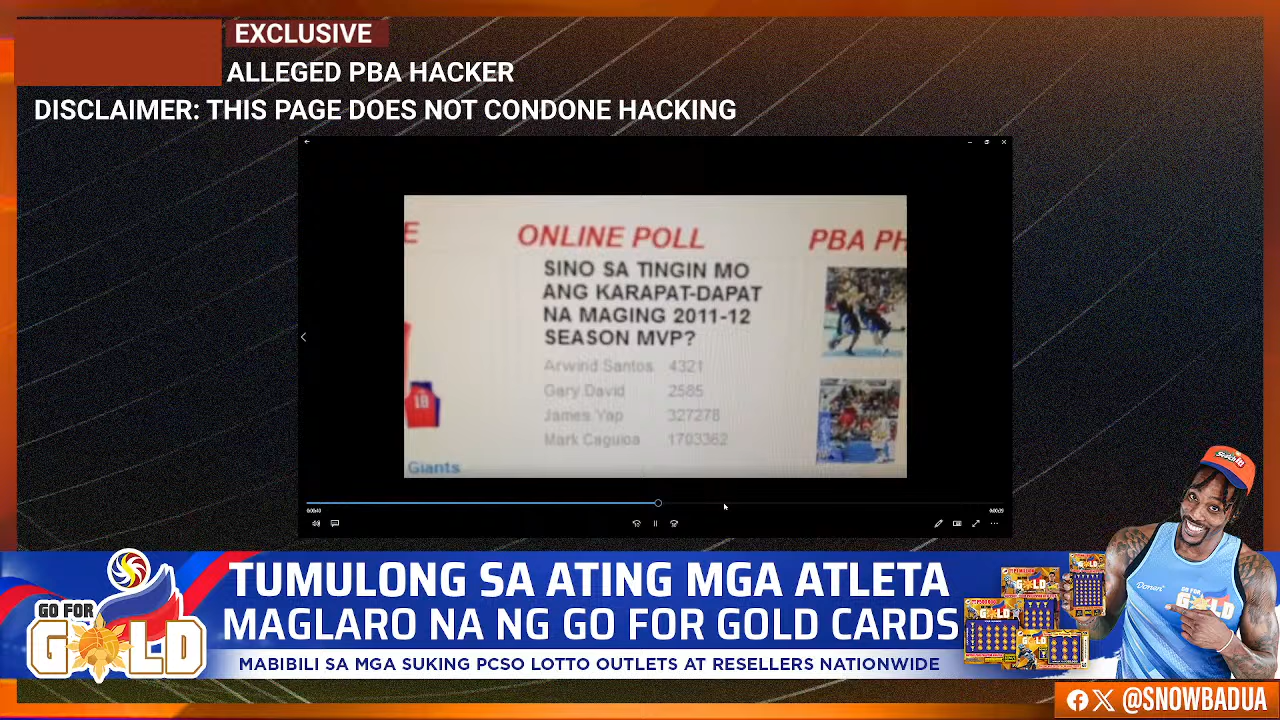 EXCLUSIVE
ALLEGED PBA HACKER
DISCLAIMER: THIS PAGE DOES NOT CONDONE HACKING
E
ONLINE POLL
PBA PH
SINO SA TINGIN MO
ANG KARAPAT-DAPAT
NA MAGING 2011-12
SEASON MVP?
Arwind Santos 4321
Gary David 2585
James Yap 327278
Mark Caguioa 1703362
18
Giants
GO FOR
GOLD
TUMULONG SA ATING MGA ATLETA
MAGLARO NA NG GO FOR GOLD CARDS
MABIBILI SA MGA SUKING PCSO LOTTO OUTLETS AT RESELLERS NATIONWIDE
@SNOWBADUA